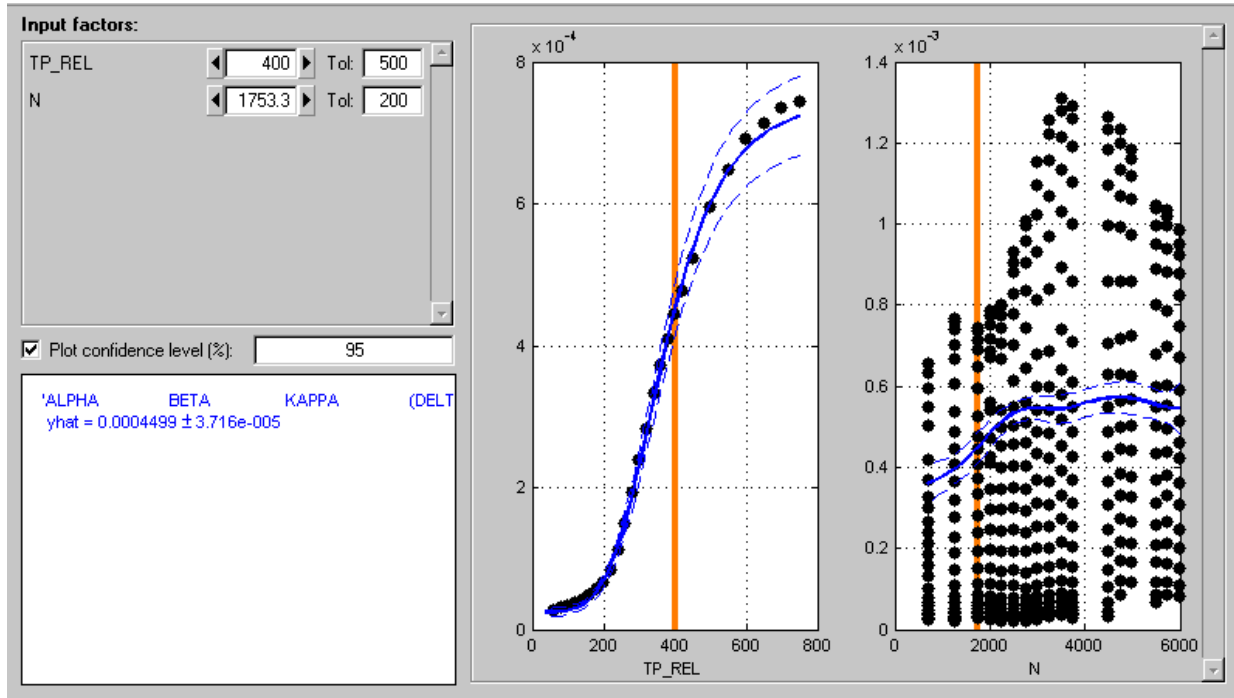 Input factors:
TP_REL 400 Tol: 500
N 1753.3 Tol: 200
Plot confidence level (%): 95
'ALPHA BETA KAPPA (DELT
yhat = 0.0004499 ± 3.716e-005
x 10⁻⁴
8
6
4
2
0
0 200 400 600 800
TP_REL
x 10⁻³
1.4
1.2
1
0.8
0.6
0.4
0.2
0
0 2000 4000 6000
N